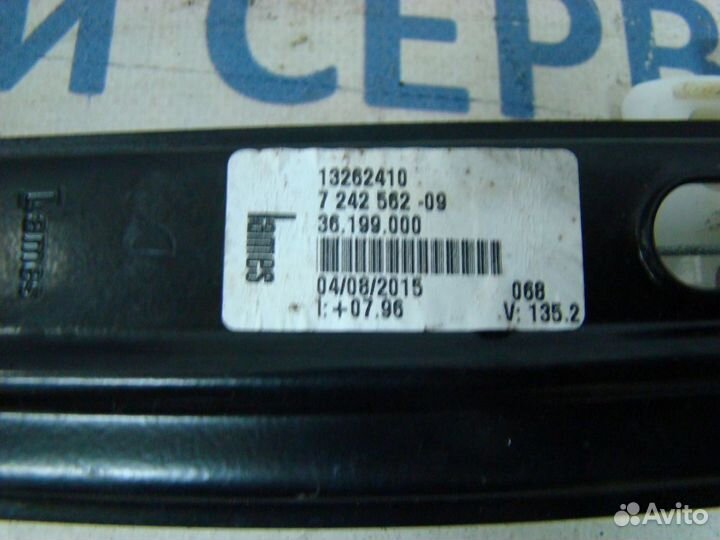 Й СЕРВ
Lames
13262410
7 242 562 -09
36.199.000
Lames
04/08/2015
068
I: +07.96
V: 135.2
Avito